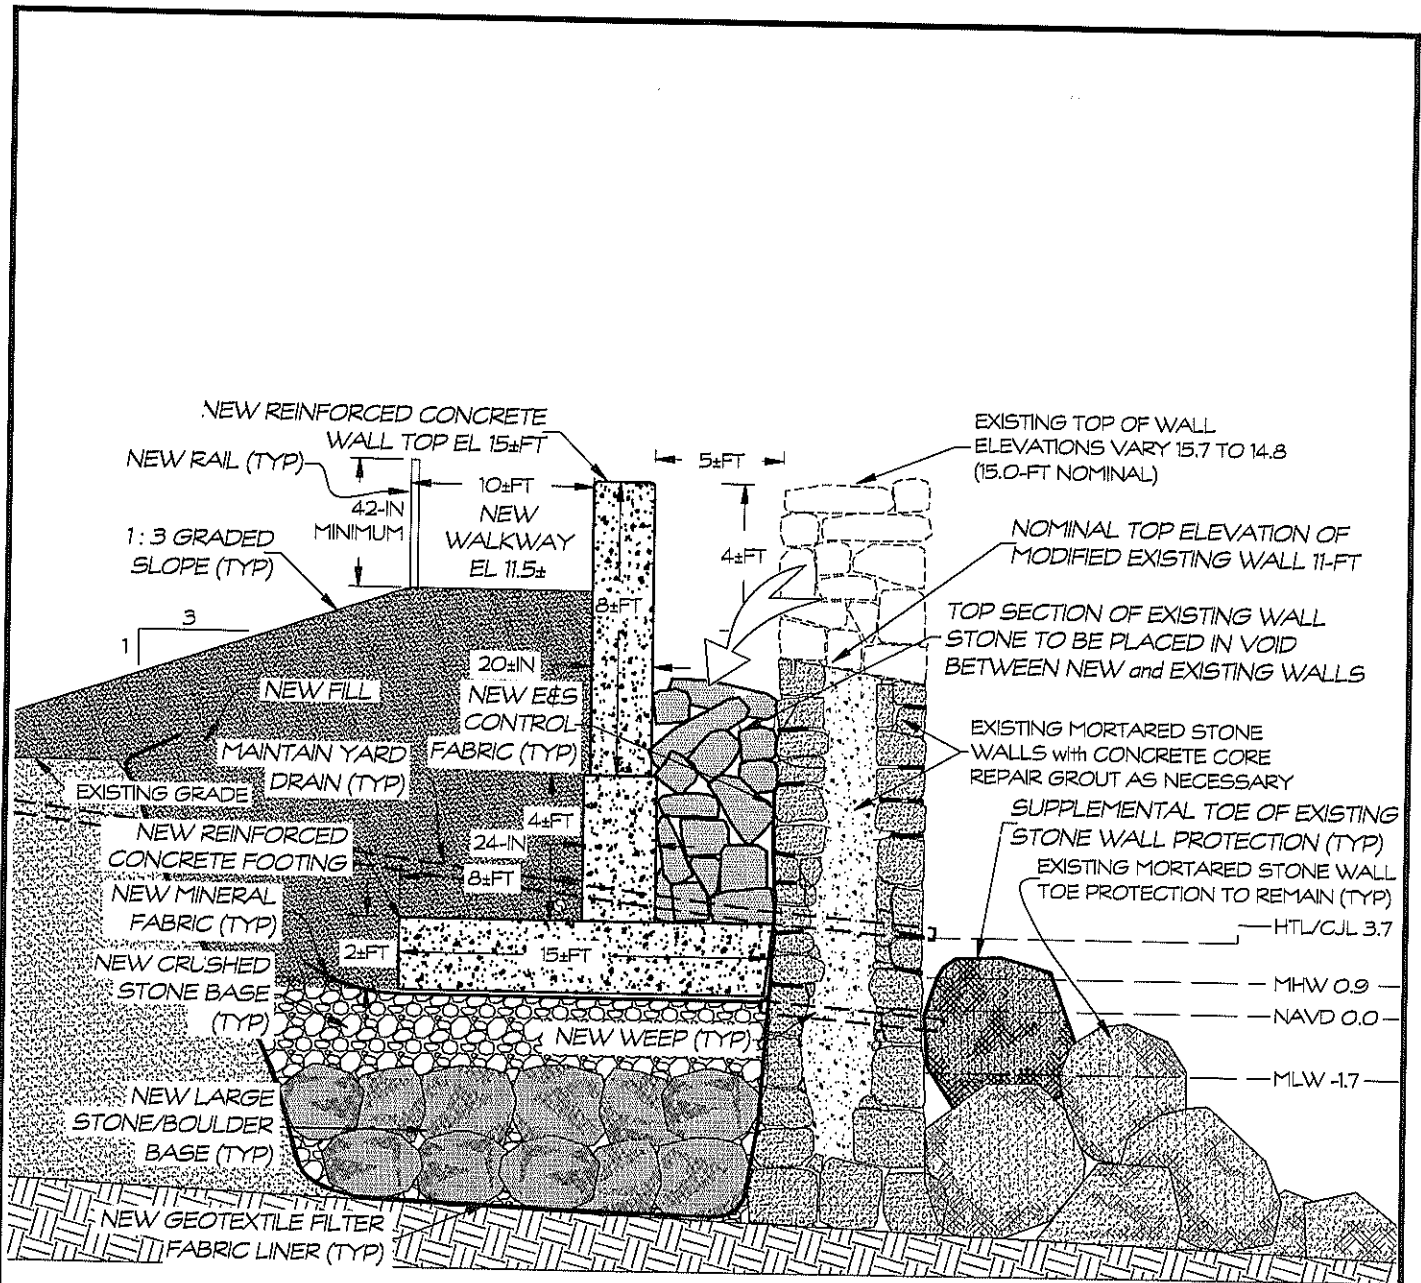 NEW REINFORCED CONCRETE
WALL TOP EL 15±FT
NEW RAIL (TYP)
42-IN
MINIMUM
10±FT
NEW
WALKWAY
EL 11.5±
1 : 3 GRADED
SLOPE (TYP)
3
1
5±FT
4±FT
EXISTING TOP OF WALL
ELEVATIONS VARY 15.7 TO 14.8
(15.0-FT NOMINAL)
NOMINAL TOP ELEVATION OF
MODIFIED EXISTING WALL 11-FT
TOP SECTION OF EXISTING WALL
STONE TO BE PLACED IN VOID
BETWEEN NEW and EXISTING WALLS
8±FT
20±IN
NEW FILL
NEW E&S
CONTROL
FABRIC (TYP)
MAINTAIN YARD
DRAIN (TYP)
EXISTING GRADE
EXISTING MORTARED STONE
WALLS with CONCRETE CORE
REPAIR GROUT AS NECESSARY
SUPPLEMENTAL TOE OF EXISTING
STONE WALL PROTECTION (TYP)
EXISTING MORTARED STONE WALL
TOE PROTECTION TO REMAIN (TYP)
4±FT
24-IN
8±FT
NEW REINFORCED
CONCRETE FOOTING
NEW MINERAL
FABRIC (TYP)
2±FT
15±FT
NEW CRUSHED
STONE BASE
(TYP)
NEW WEEP (TYP)
HTL/CJL 3.7
MHW 0.9
NAVD 0.0
MLW -1.7
NEW LARGE
STONE/BOULDER
BASE (TYP)
NEW GEOTEXTILE FILTER
FABRIC LINER (TYP)